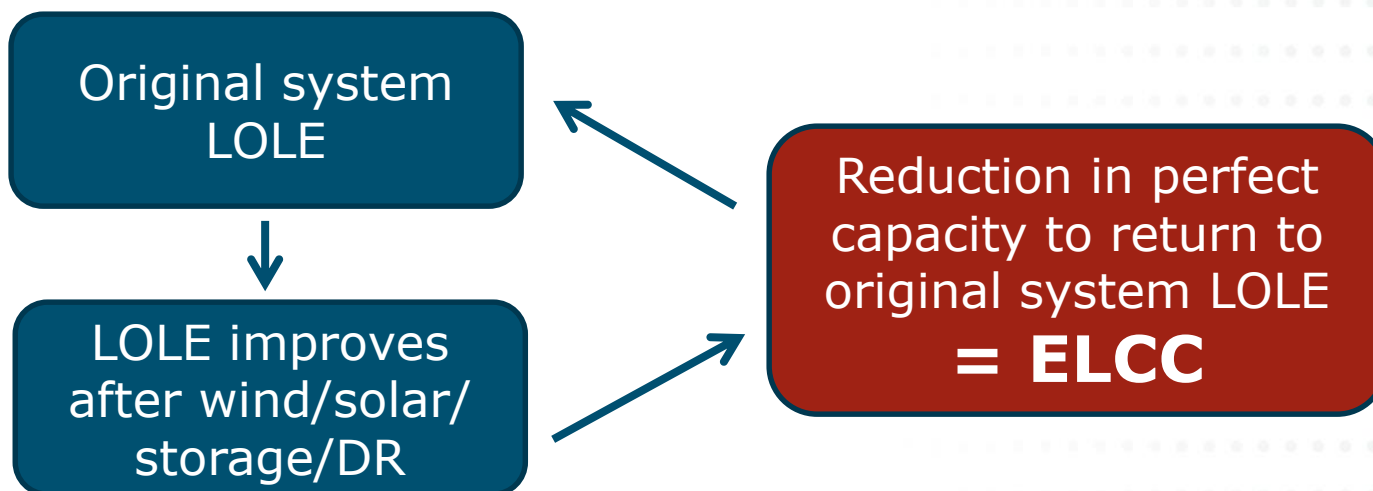 Original system
LOLE
LOLE improves
after wind/solar/
storage/DR
Reduction in perfect
capacity to return to
original system LOLE
= ELCC